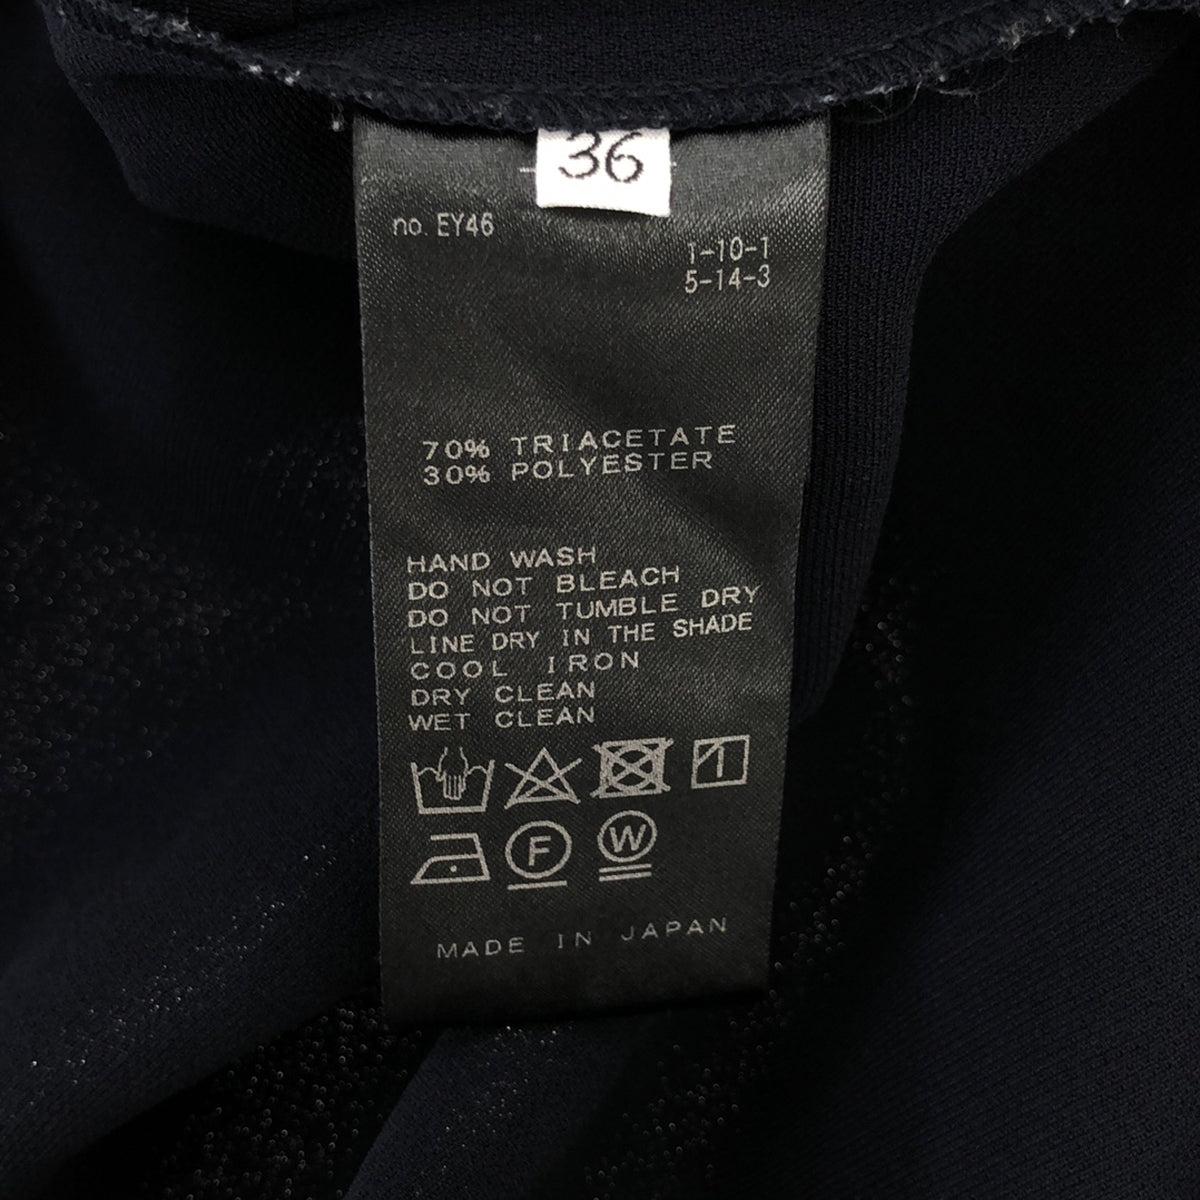 36
no. EY46
1-10-1
5-14-3
70% TRIACETATE
30% POLYESTER
HAND WASH
DO NOT BLEACH
DO NOT TUMBLE DRY
LINE DRY IN THE SHADE
COOL IRON
DRY CLEAN
WET CLEAN
F W
MADE IN JAPAN